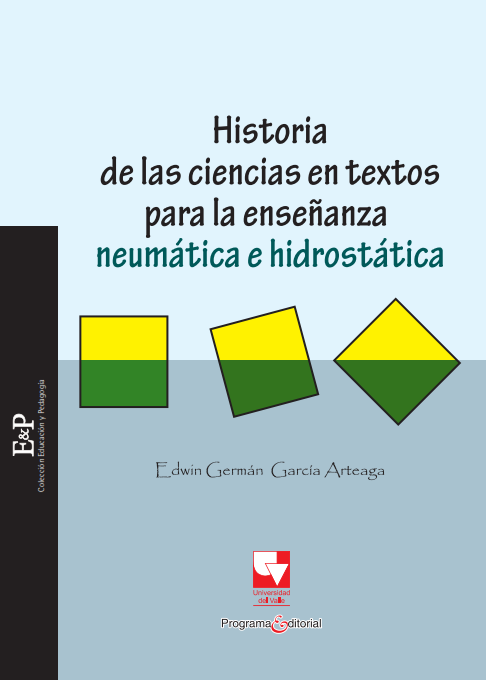 Historia
de las ciencias en textos
para la enseñanza
neumática e hidrostática
E&P
Colección Educación y Pedagogía
Edwin Germán García Arteaga
Universidad
del Valle
Programa Editorial